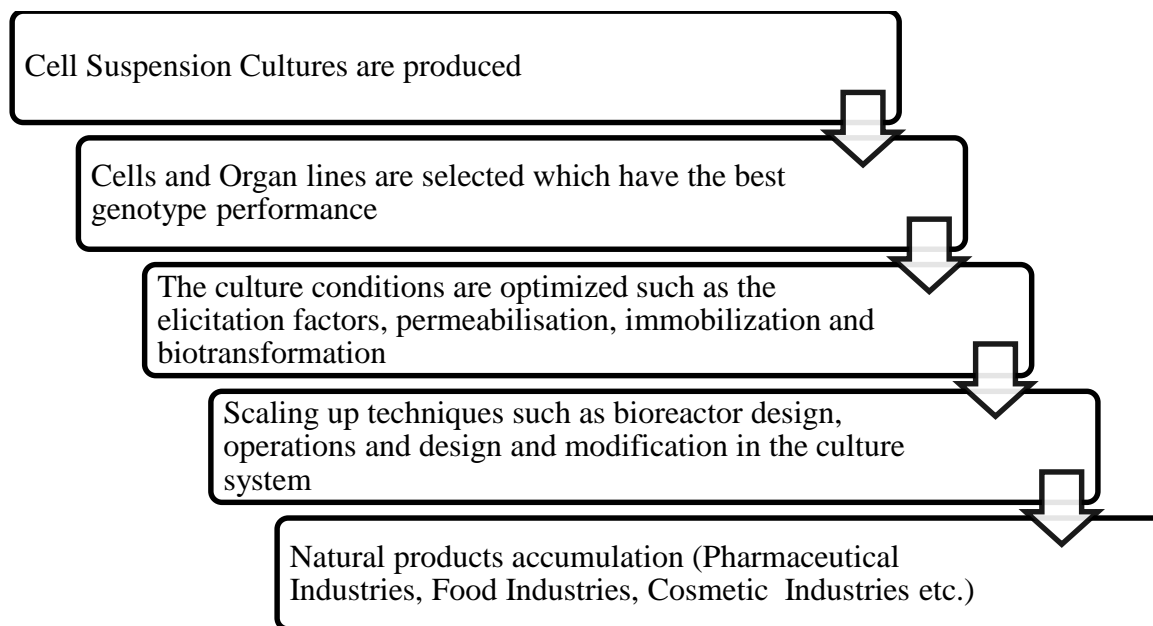 Cell Suspension Cultures are produced
Cells and Organ lines are selected which have the best
genotype performance
The culture conditions are optimized such as the
elicitation factors, permeabilisation, immobilization and
biotransformation
Scaling up techniques such as bioreactor design,
operations and design and modification in the culture
system
Natural products accumulation (Pharmaceutical
Industries, Food Industries, Cosmetic Industries etc.)